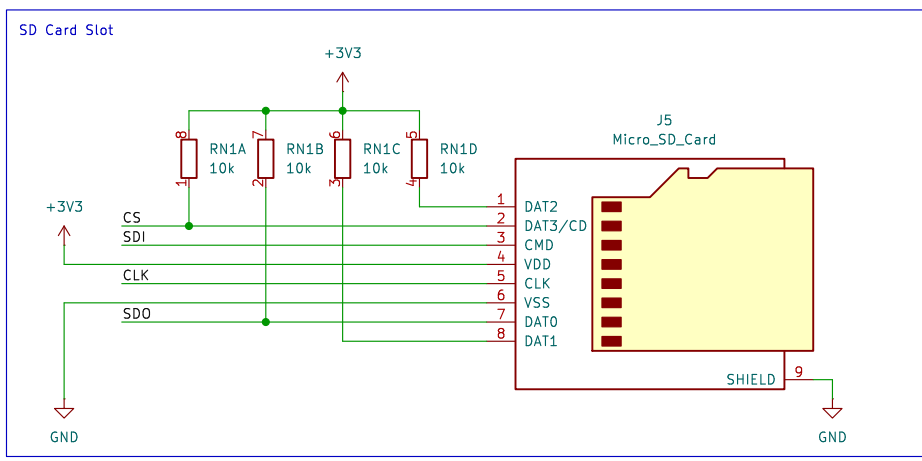 SD Card Slot
+3V3
J5
Micro_SD_Card
8 7 6 5
RN1A RN1B RN1C RN1D
10k 10k 10k 10k
1 2 3 4
+3V3
1 DAT2
CS 2 DAT3/CD
SDI 3 CMD
4 VDD
CLK 5 CLK
6 VSS
SDO 7 DAT0
8 DAT1
SHIELD 9
GND GND